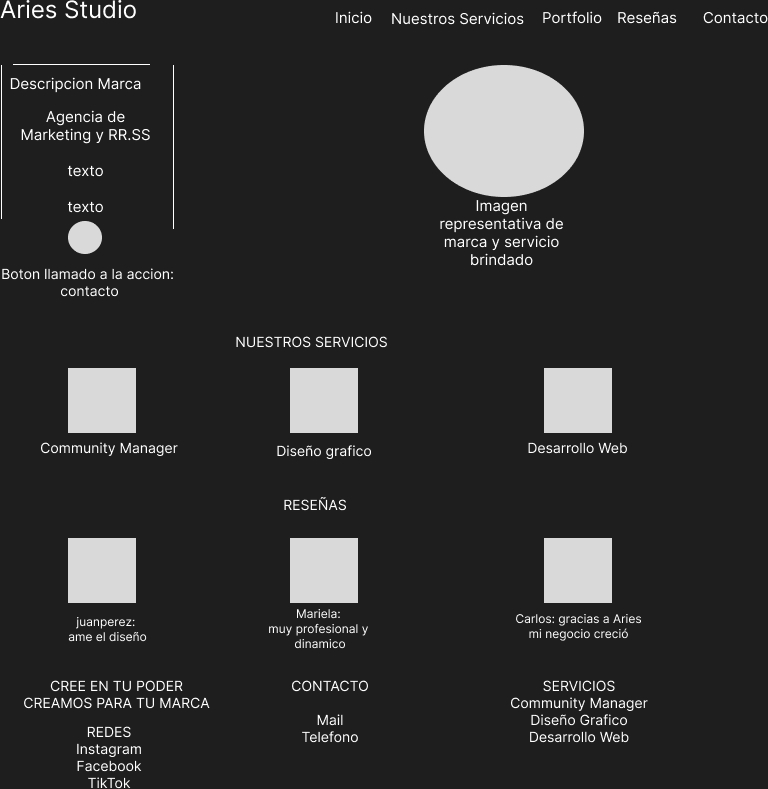 Aries Studio
Inicio
Nuestros Servicios
Portfolio
Reseñas
Contacto
Descripcion Marca
Agencia de
Marketing y RR.SS
texto
texto
Boton llamado a la accion:
contacto
Imagen
representativa de
marca y servicio
brindado
NUESTROS SERVICIOS
Community Manager
Diseño grafico
Desarrollo Web
RESEÑAS
juanperez:
ame el diseño
Mariela:
muy profesional y
dinamico
Carlos: gracias a Aries
mi negocio creció
CREE EN TU PODER
CREAMOS PARA TU MARCA
REDES
Instagram
Facebook
TikTok
CONTACTO
Mail
Telefono
SERVICIOS
Community Manager
Diseño Grafico
Desarrollo Web